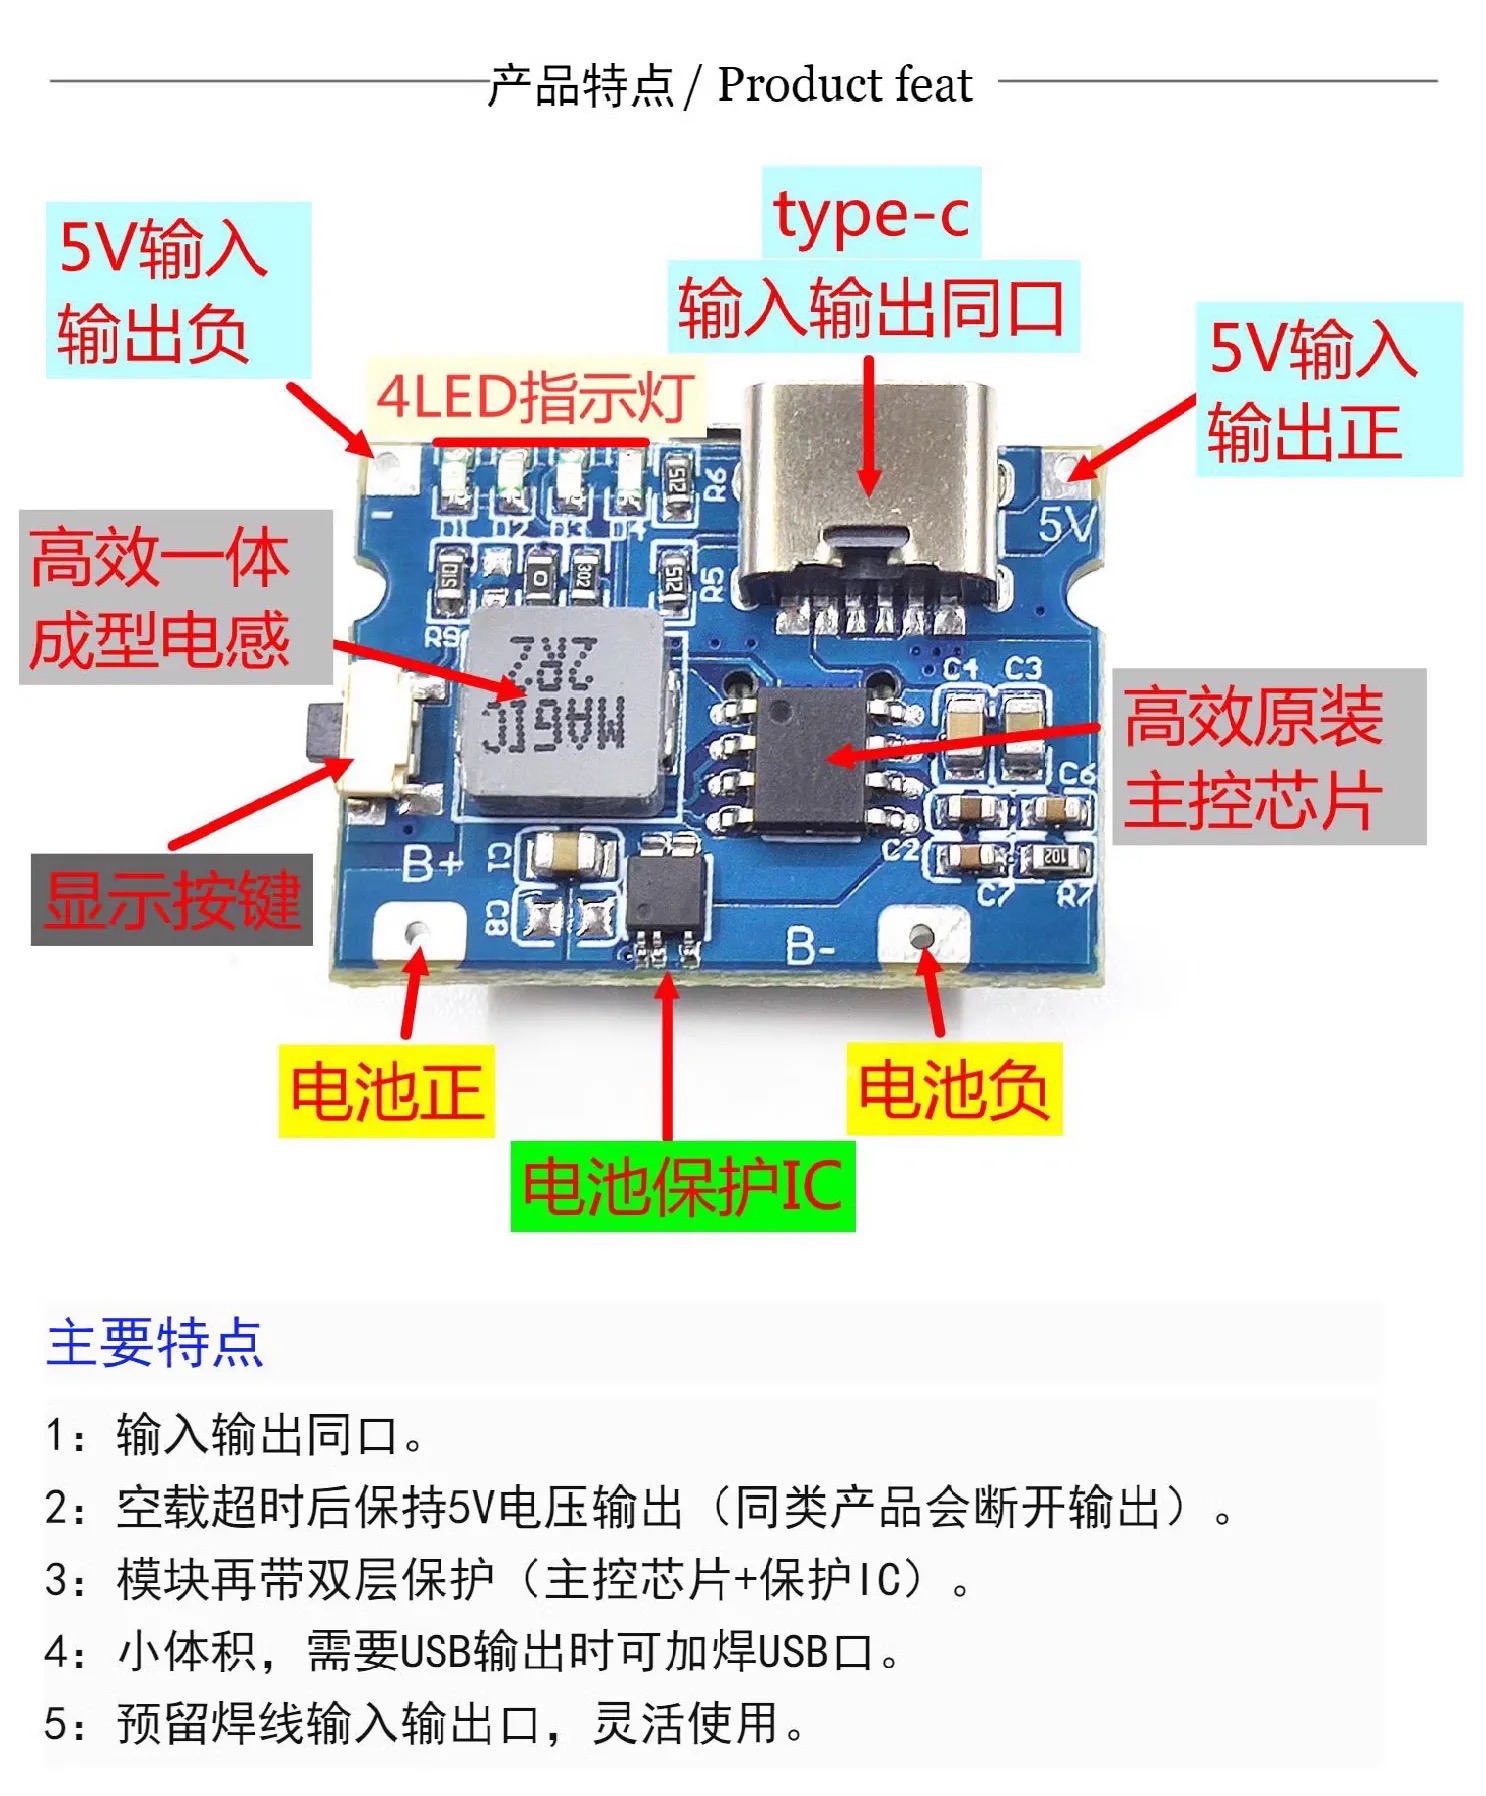 产品特点/ Product feat
type-c
输入输出同口
5V输入
输出负
5V输入
输出正
4LED指示灯
高效一体
成型电感
高效原装
主控芯片
显示按键
-
5V
R6
R5
R9
512
512
510
0
302
C4 C3
C6
C2
C7
R7
102
C1
C8
B+
B-
电池正
电池负
电池保护IC
主要特点
1：输入输出同口。
2：空载超时后保持5V电压输出（同类产品会断开输出）。
3：模块再带双层保护（主控芯片+保护IC）。
4：小体积，需要USB输出时可加焊USB口。
5：预留焊线输入输出口，灵活使用。